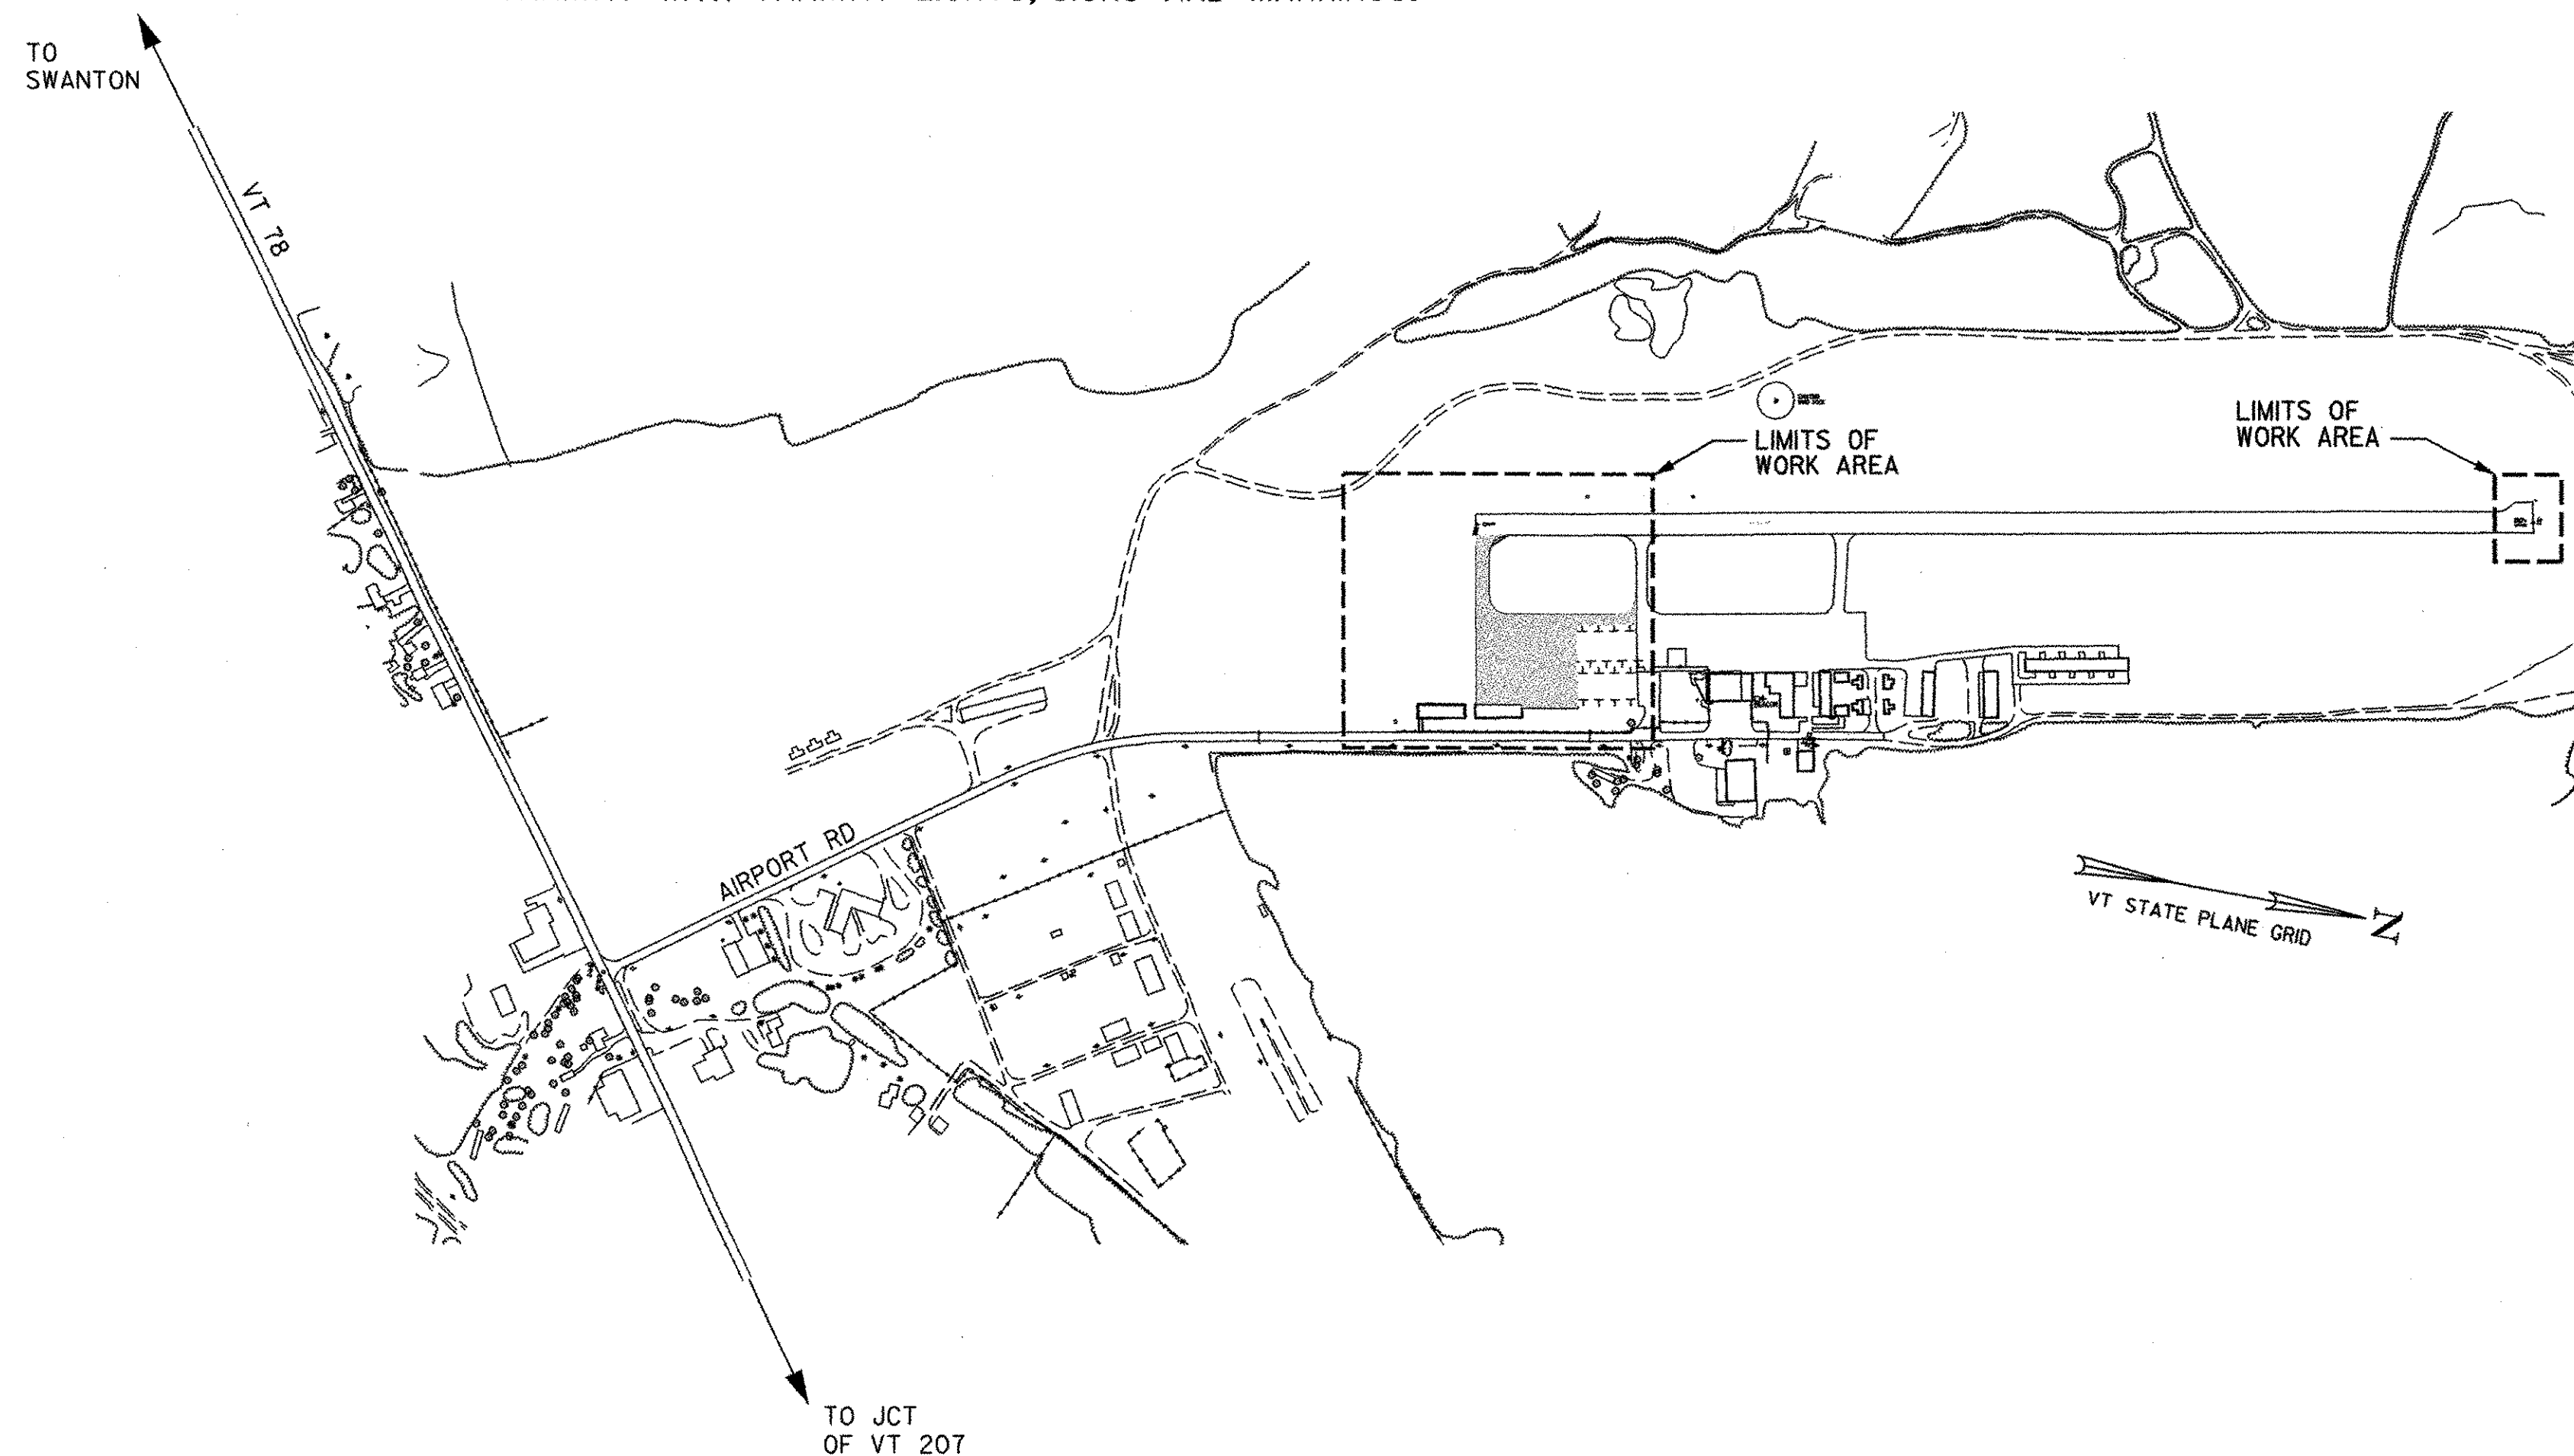 TO
SWANTON
VT 78
LIMITS OF
WORK AREA
LIMITS OF
WORK AREA
AIRPORT RD
VT STATE PLANE GRID
N
TO JCT
OF VT 207